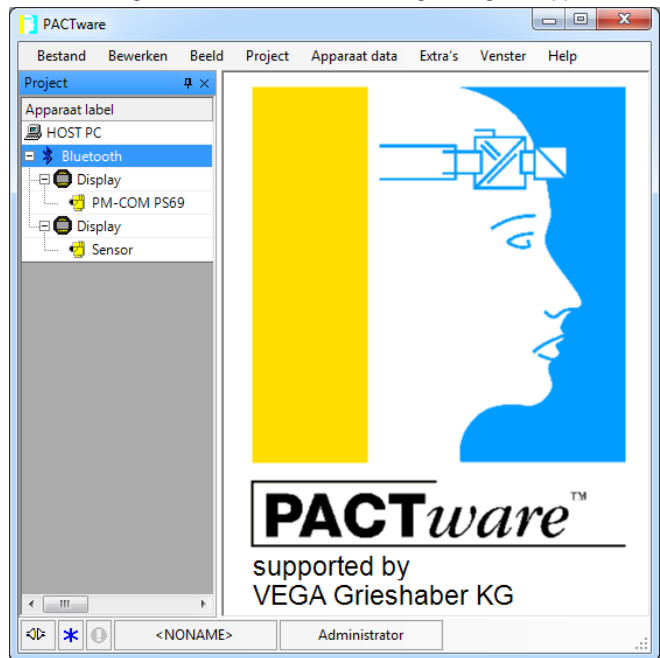 PACTware
Bestand Bewerken Beeld Project Apparaat data Extra's Venster Help
Project
Apparaat label
HOST PC
Bluetooth
Display
PM-COM PS69
Display
Sensor
PACTware™
supported by
VEGA Grieshaber KG
<NONAME> Administrator